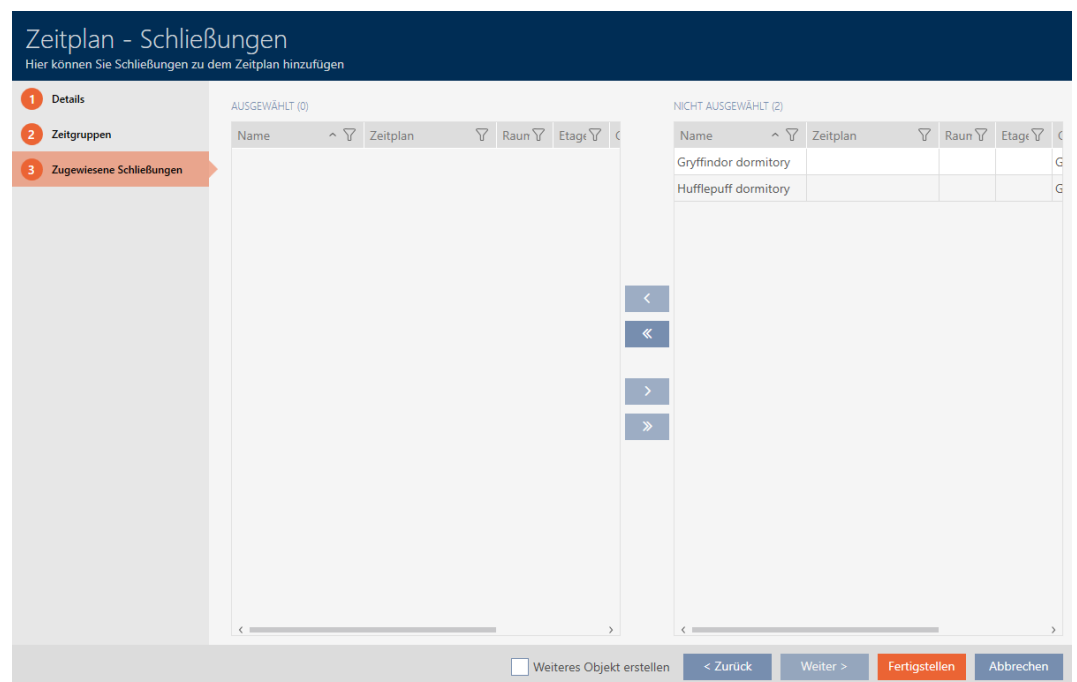 Zeitplan - Schließungen
Hier können Sie Schließungen zu dem Zeitplan hinzufügen
1 Details
2 Zeitgruppen
3 Zugewiesene Schließungen
AUSGEWÄHLT (0)
Name Zeitplan Raum Etage
NICHT AUSGEWÄHLT (2)
Name Zeitplan Raum Etage
Gryffindor dormitory G
Hufflepuff dormitory G
Weiteres Objekt erstellen
< Zurück
Weiter >
Fertigstellen
Abbrechen